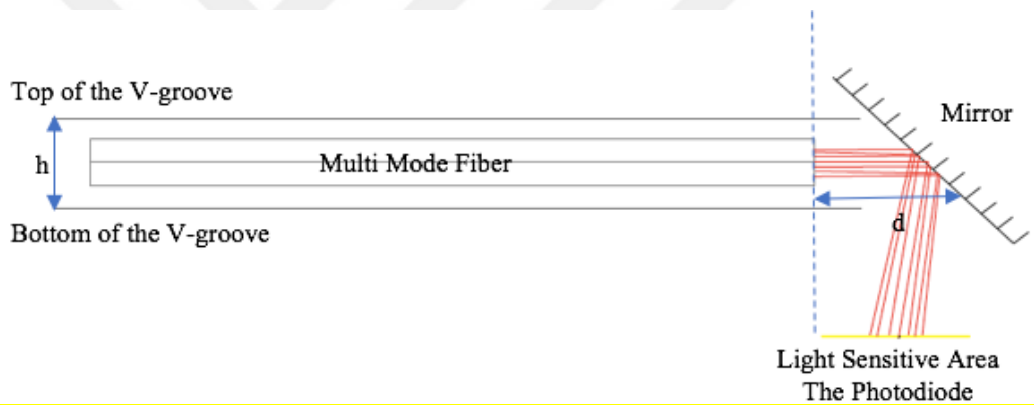 Top of the V-groove
Mirror
h
Multi Mode Fiber
d
Bottom of the V-groove
Light Sensitive Area
The Photodiode